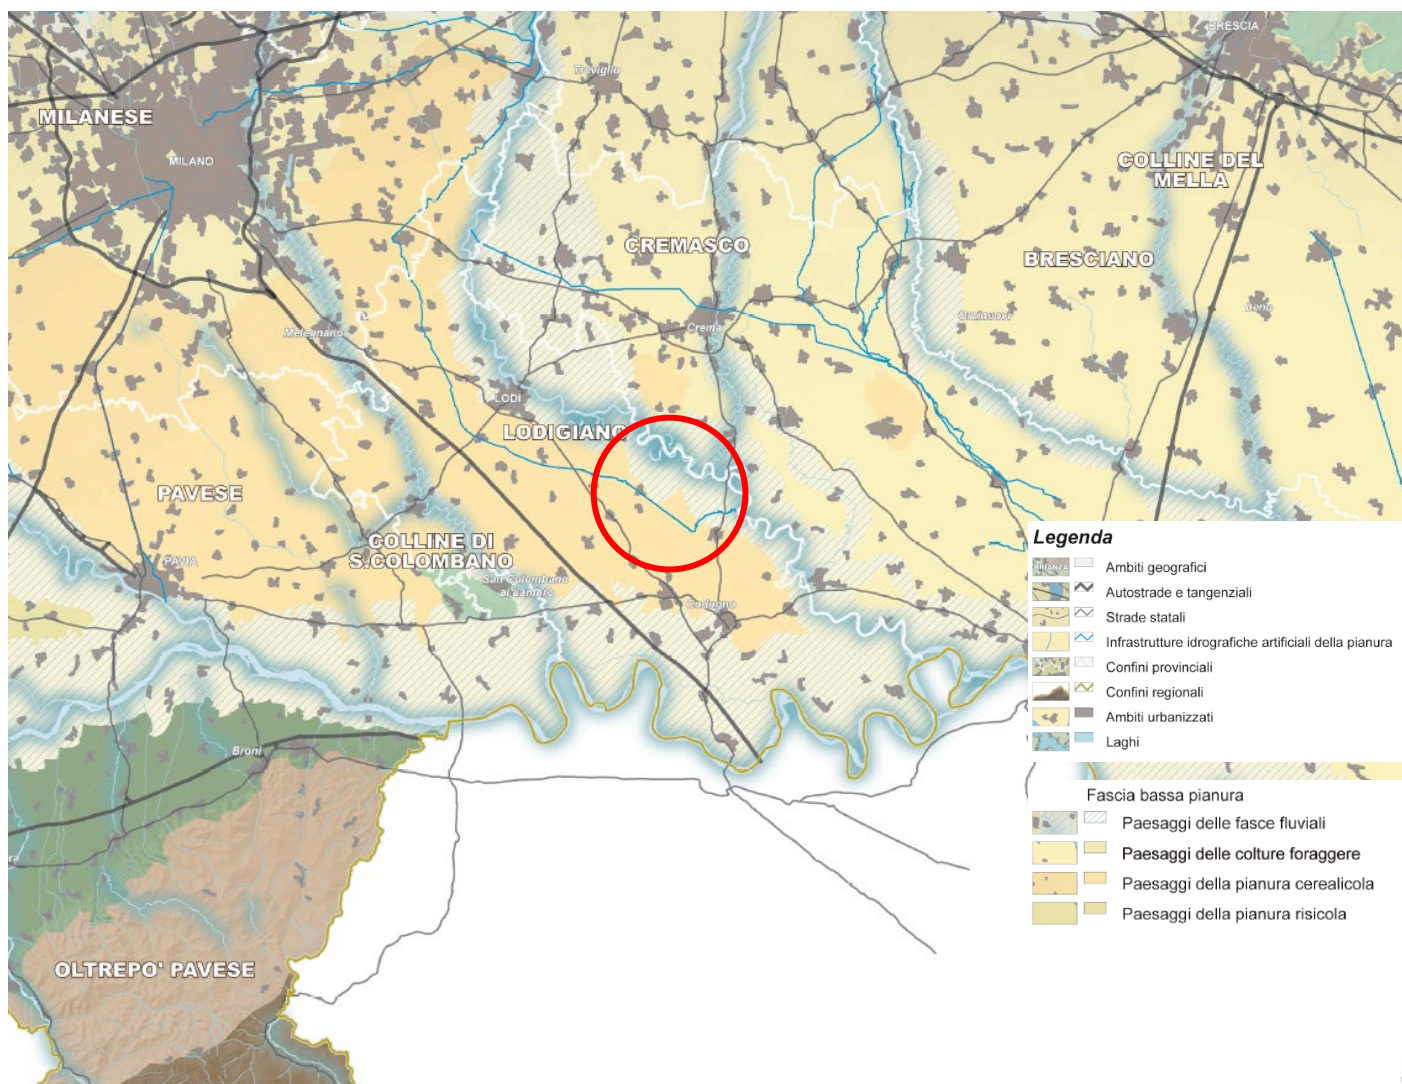 BRESCIA
Treviglio
MILANESE
MILANO
COLLINE DEL
MELLA
CREMASCO
BRESCIANO
Leno
Orzinuovi
Melegnano
Crema
LODI
LODIGIANO
PAVESE
COLLINE DI
S.COLOMBANO
PAVIA
San Colombano
al Lambro
Codogno
Broni
OLTREPO' PAVESE
Legenda
BRIANZA
Ambiti geografici
Autostrade e tangenziali
Strade statali
Infrastrutture idrografiche artificiali della pianura
Confini provinciali
Confini regionali
Ambiti urbanizzati
Laghi
Fascia bassa pianura
Paesaggi delle fasce fluviali
Paesaggi delle colture foraggere
Paesaggi della pianura cerealicola
Paesaggi della pianura risicola